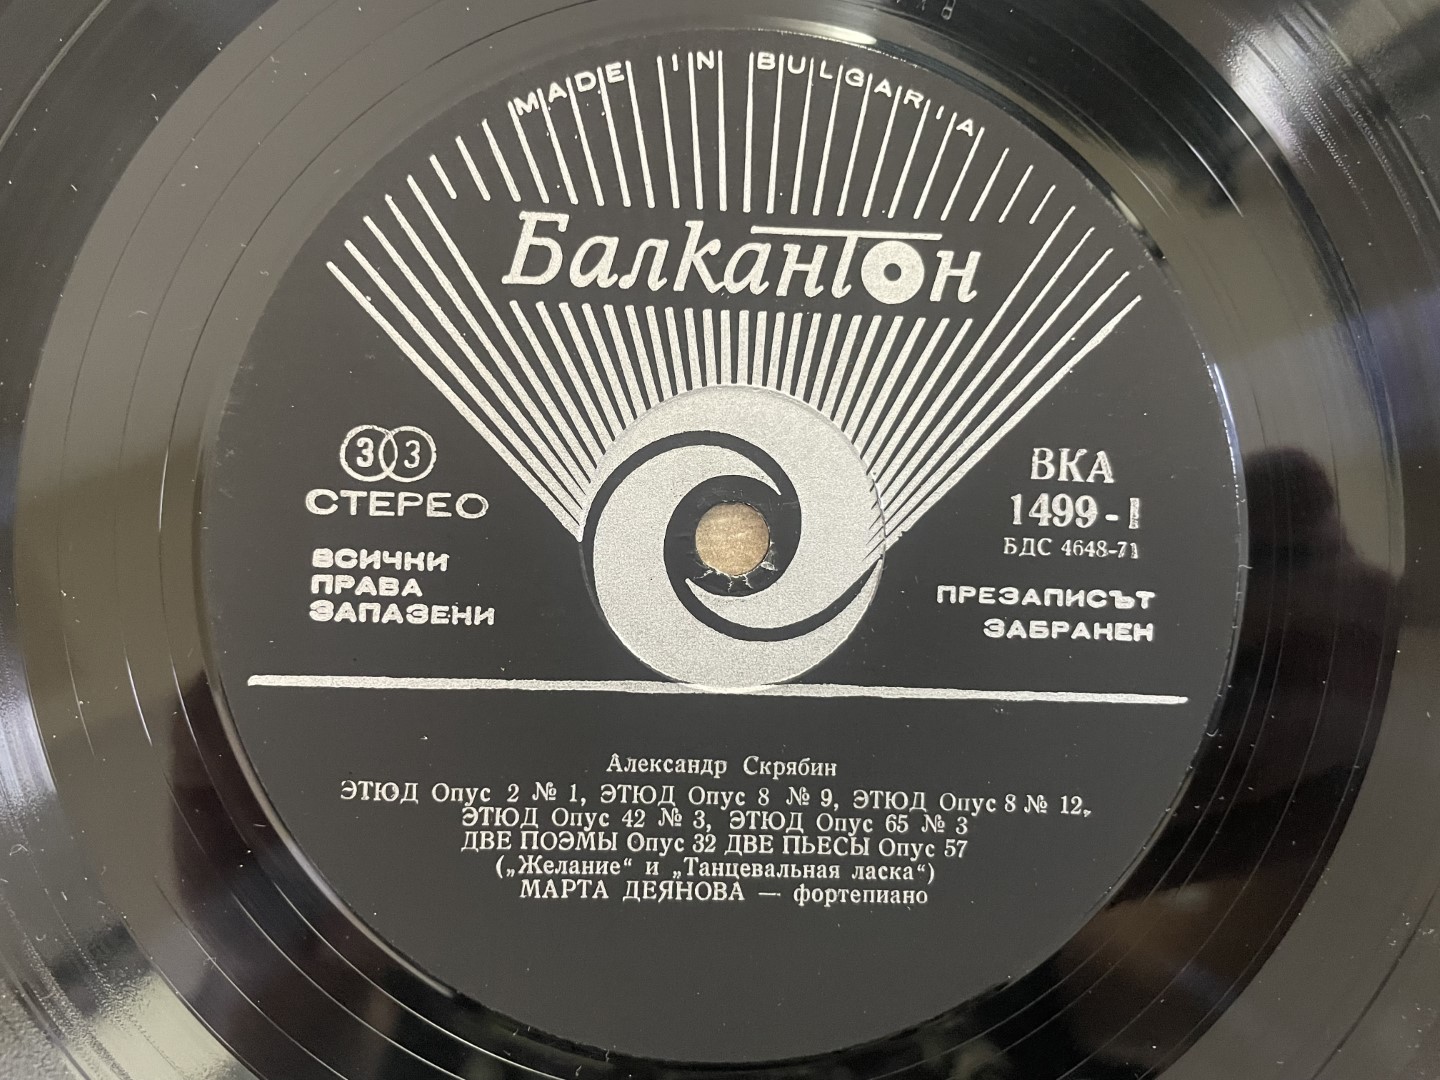 MADE IN BULGARIA
Балкантон
33
СТЕРЕО
ВСИЧКИ
ПРАВА
ЗАПАЗЕНИ
ВКА
1499-I
БДС 4648-71
ПРЕЗАПИСЪТ
ЗАБРАНЕН
Александр Скрябин
ЭТЮД Опус 2 № 1, ЭТЮД Опус 8 № 9, ЭТЮД Опус 8 № 12,
ЭТЮД Опус 42 № 3, ЭТЮД Опус 65 № 3
ДВЕ ПОЭМЫ Опус 32 ДВЕ ПЬЕСЫ Опус 57
(„Желание“ и „Танцевальная ласка“)
МАРТА ДЕЯНОВА — фортепиано